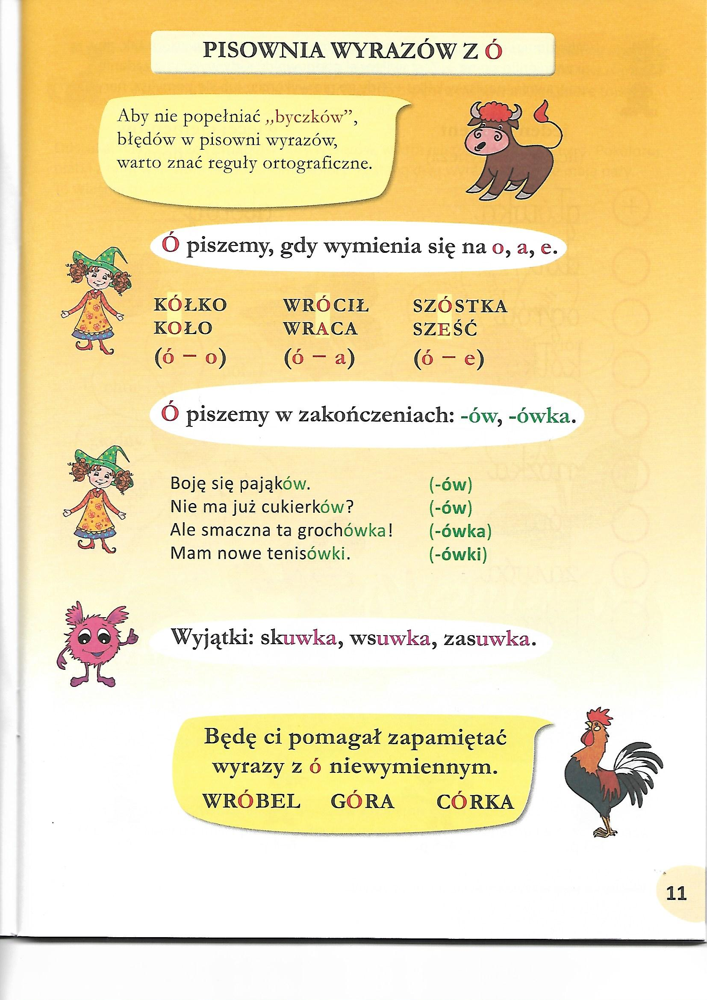 PISOWNIA WYRAZÓW Z Ó
Aby nie popełniać „byczków”,
błędów w pisowni wyrazów,
warto znać reguły ortograficzne.
Ó piszemy, gdy wymienia się na o, a, e.
KÓŁKO WRÓCIŁ SZÓSTKA
KOŁO WRACA SZEŚĆ
(ó – o) (ó – a) (ó – e)
Ó piszemy w zakończeniach: -ów, -ówka.
Boję się pająków. (-ów)
Nie ma już cukierków? (-ów)
Ale smaczna ta grochówka! (-ówka)
Mam nowe tenisówki. (-ówki)
Wyjątki: skuwka, wsuwka, zasuwka.
Będę ci pomagał zapamiętać
wyrazy z ó niewymiennym.
WRÓBEL GÓRA CÓRKA
11